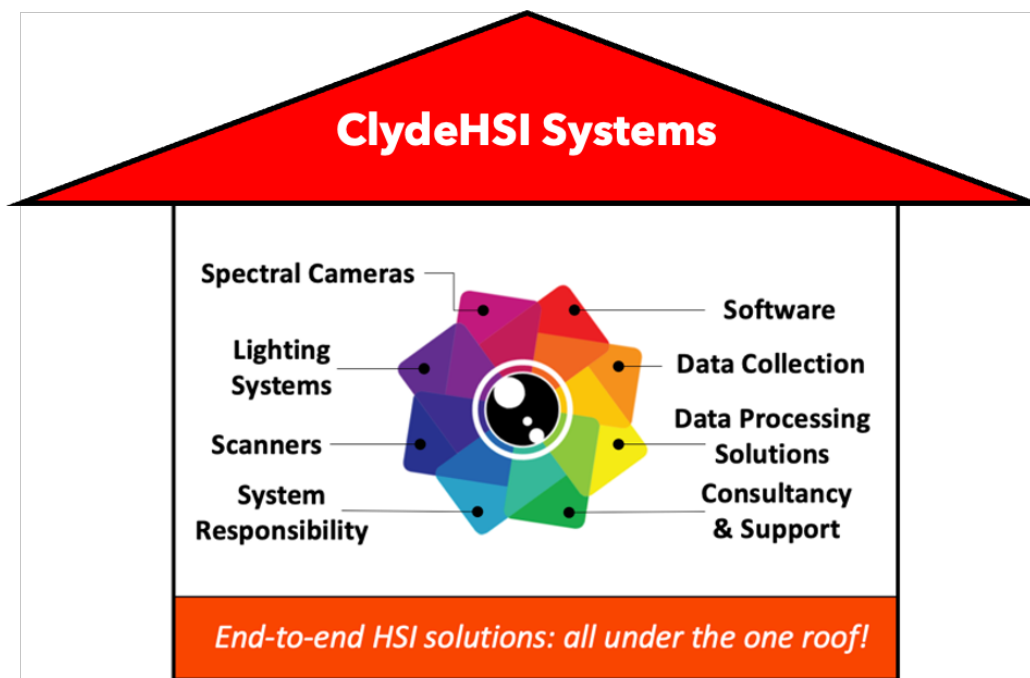 ClydeHSI Systems
Spectral Cameras
Lighting
Systems
Scanners
System
Responsibility
Software
Data Collection
Data Processing
Solutions
Consultancy
& Support
End-to-end HSI solutions: all under the one roof!